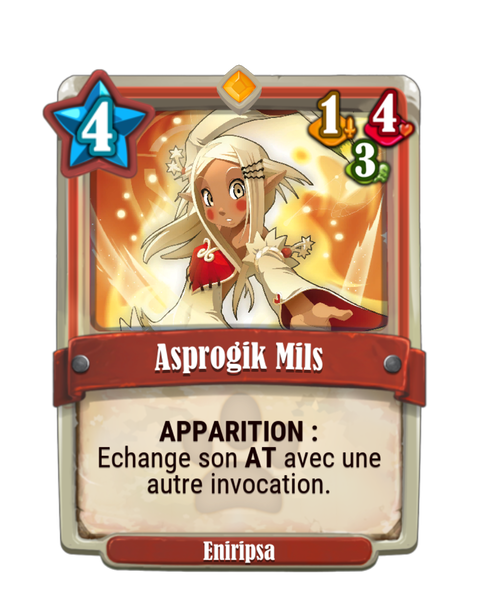 4
1
4
3
Asprogik Mils
APPARITION :
Echange son AT avec une
autre invocation.
Eniripsa